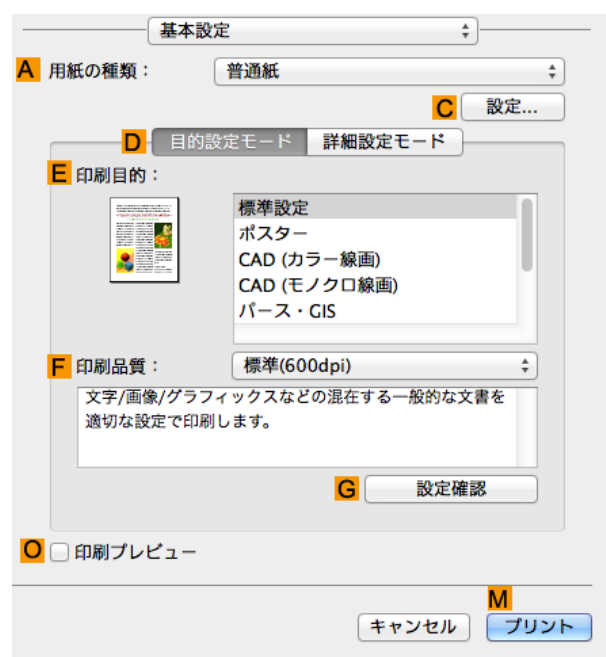 基本設定
A 用紙の種類： 普通紙
C 設定...
D 目的設定モード 詳細設定モード
E 印刷目的：
標準設定
ポスター
CAD (カラー線画)
CAD (モノクロ線画)
パース・GIS
F 印刷品質： 標準(600dpi)
文字/画像/グラフィックスなどの混在する一般的な文書を
適切な設定で印刷します。
G 設定確認
O 印刷プレビュー
M
キャンセル プリント